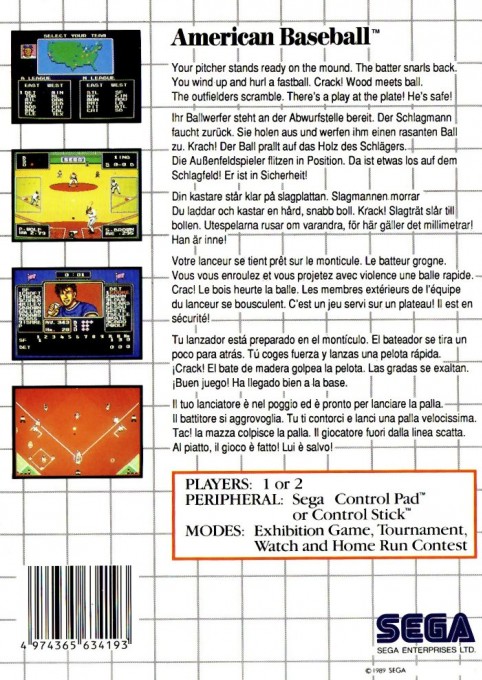 American Baseball™
SELECT YOUR TEAM
Your pitcher stands ready on the mound. The batter snarls back.
You wind up and hurl a fastball. Crack! Wood meets ball.
The outfielders scramble. There's a play at the plate! He's safe!
Ihr Ballwerfer steht an der Abwurfstelle bereit. Der Schlagmann
faucht zurück. Sie holen aus und werfen ihm einen rasanten Ball
zu. Krach! Der Ball prallt auf das Holz des Schlägers.
Die Außenfeldspieler flitzen in Position. Da ist etwas los auf dem
Schlagfeld! Er ist in Sicherheit!
Din kastare står klar på slagplattan. Slagmannen morrar
Du laddar och kastar en hård, snabb boll. Krack! Slagträt slår till
bollen. Utespelarna rusar om varandra, för här gäller det millimetrar!
Han är inne!
Votre lanceur se tient prêt sur le monticule. Le batteur grogne.
Vous vous enroulez et vous projetez avec violence une balle rapide.
Crac! Le bois heurte la balle. Les membres extérieurs de l'équipe
du lanceur se bousculent. C'est un jeu servi sur un plateau! Il est en
sécurité!
Tu lanzador está preparado en el montículo. El bateador se tira un
poco para atrás. Tú coges fuerza y lanzas una pelota rápida.
¡Crack! El bate de madera golpea la pelota. Las gradas se exaltan.
¡Buen juego! Ha llegado bien a la base.
Il tuo lanciatore è nel poggio ed è pronto per lanciare la palla.
Il battitore si aggrovoglia. Tu ti contorci e lanci una palla velocissima.
Tac! la mazza colpisce la palla. Il giocatore fuori dalla linea scatta.
Al piatto, il gioco è fatto! Lui è salvo!
PLAYERS: 1 or 2
PERIPHERAL: Sega Control Pad™
or Control Stick™
MODES: Exhibition Game, Tournament,
Watch and Home Run Contest
4 974365 634193
SEGA
SEGA ENTERPRISES LTD.
© 1989 SEGA